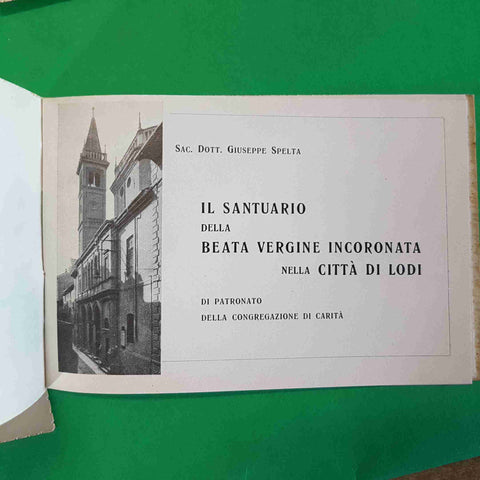 Sac. Dott. Giuseppe Spelta
IL SANTUARIO
DELLA
BEATA VERGINE INCORONATA
NELLA CITTÀ DI LODI
DI PATRONATO
DELLA CONGREGAZIONE DI CARITÀ